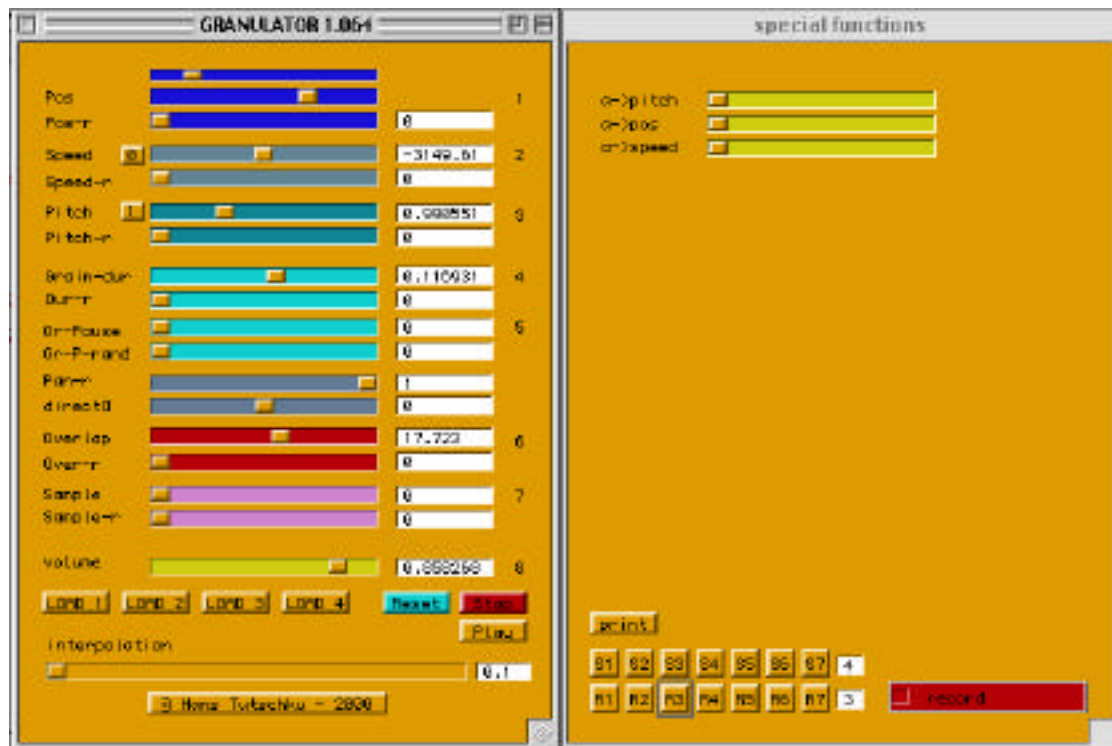 GRANULATOR 1.064
Pos 1
Pos-r 0
Speed 0 -3149.61 2
Speed-r 0
Pitch 1 0.990551 3
Pitch-r 0
Grain-dur 0.116931 4
Dur-r 0
Gr-Pause 0 5
Gr-P-rand 0
Pan-r 1
direct0 0
Overlap 17.723 6
Over-r 0
Sample 0 7
Sample-r 0
volume 0.858268 8
LOAD 1 LOAD 2 LOAD 3 LOAD 4 Reset Stop
Play
interpolation
0.1
Hans Tutschku - 2000
special functions
a->pitch
a->pos
a->speed
print
S1 S2 S3 S4 S5 S6 S7 4
R1 R2 R3 R4 R5 R6 R7 3 record